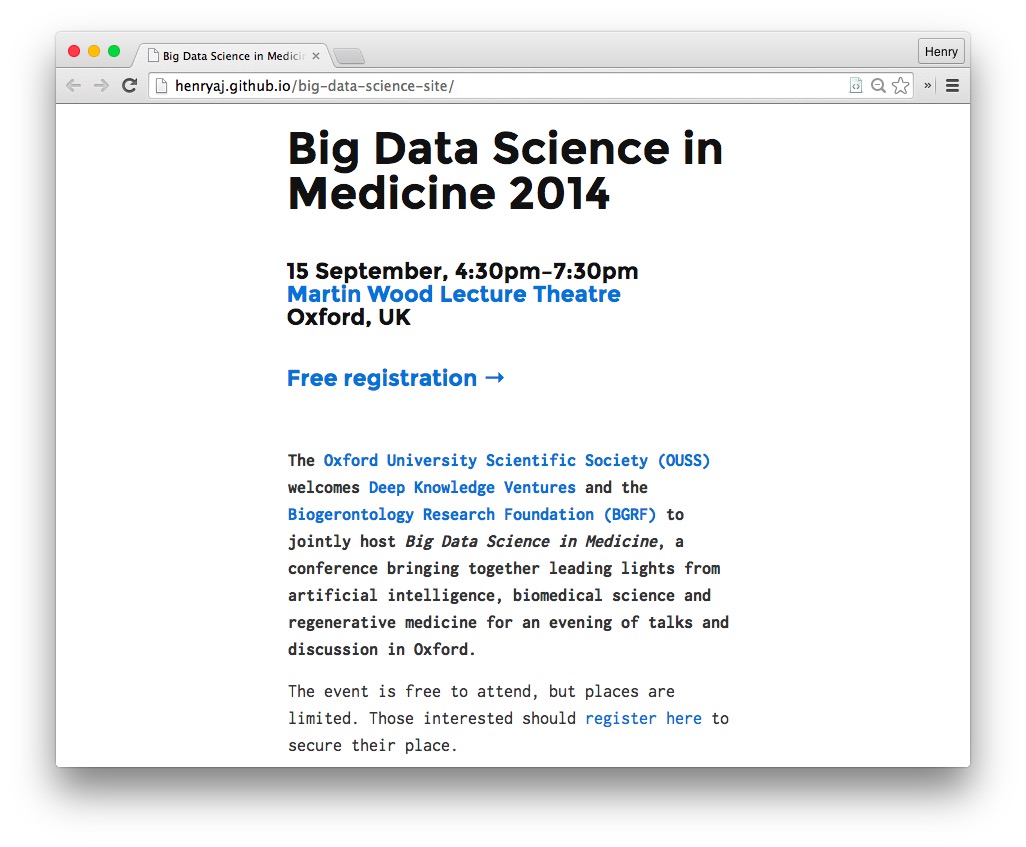 Big Data Science in Medici
Henry
henryaj.github.io/big-data-science-site/
Big Data Science in
Medicine 2014
15 September, 4:30pm–7:30pm
Martin Wood Lecture Theatre
Oxford, UK
Free registration →
The Oxford University Scientific Society (OUSS)
welcomes Deep Knowledge Ventures and the
Biogerontology Research Foundation (BGRF) to
jointly host Big Data Science in Medicine, a
conference bringing together leading lights from
artificial intelligence, biomedical science and
regenerative medicine for an evening of talks and
discussion in Oxford.
The event is free to attend, but places are
limited. Those interested should register here to
secure their place.